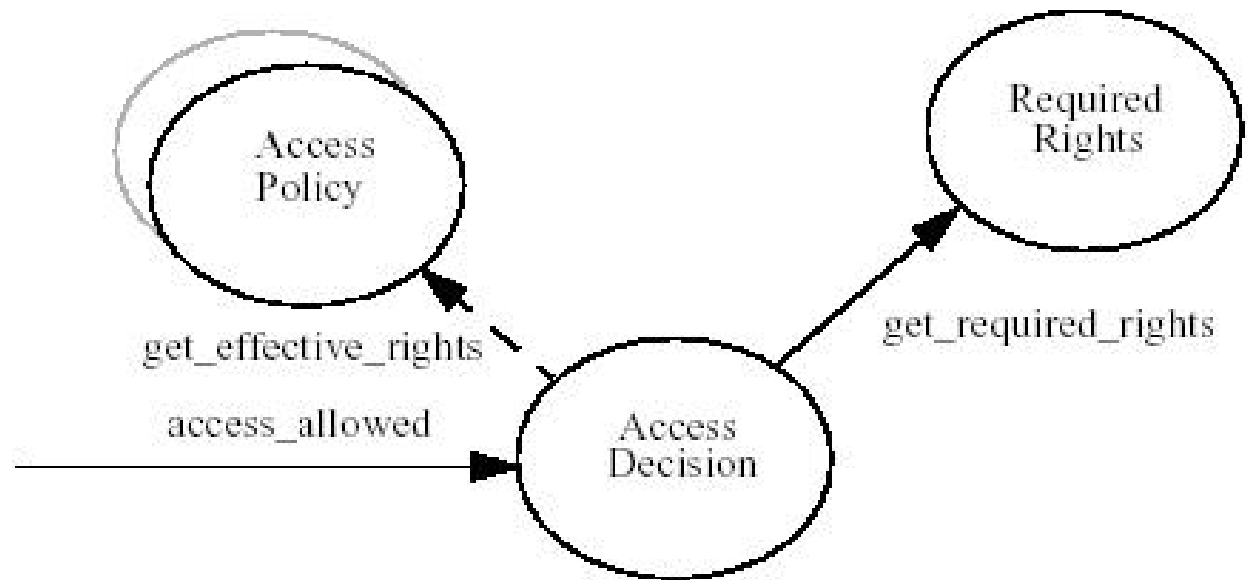 Access
Policy
Required
Rights
get_effective_rights
get_required_rights
access_allowed
Access
Decision